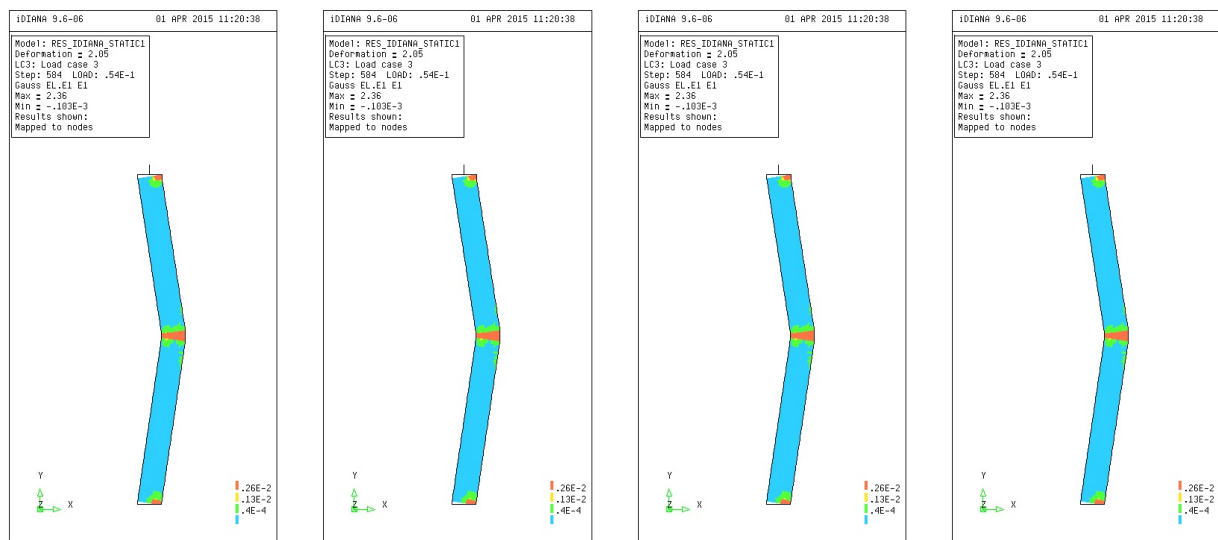 iDIANA 9.6-06 01 APR 2015 11:20:38
Model: RES_IDIANA_STATIC1
Deformation = 2.05
LC3: Load case 3
Step: 584 LOAD: .54E-1
Gauss EL.E1 E1
Max = 2.36
Min = -.103E-3
Results shown:
Mapped to nodes
Y
Z X
.26E-2
.13E-2
.4E-4
iDIANA 9.6-06 01 APR 2015 11:20:38
Model: RES_IDIANA_STATIC1
Deformation = 2.05
LC3: Load case 3
Step: 584 LOAD: .54E-1
Gauss EL.E1 E1
Max = 2.36
Min = -.103E-3
Results shown:
Mapped to nodes
Y
Z X
.26E-2
.13E-2
.4E-4
iDIANA 9.6-06 01 APR 2015 11:20:38
Model: RES_IDIANA_STATIC1
Deformation = 2.05
LC3: Load case 3
Step: 584 LOAD: .54E-1
Gauss EL.E1 E1
Max = 2.36
Min = -.103E-3
Results shown:
Mapped to nodes
Y
Z X
.26E-2
.13E-2
.4E-4
iDIANA 9.6-06 01 APR 2015 11:20:38
Model: RES_IDIANA_STATIC1
Deformation = 2.05
LC3: Load case 3
Step: 584 LOAD: .54E-1
Gauss EL.E1 E1
Max = 2.36
Min = -.103E-3
Results shown:
Mapped to nodes
Y
Z X
.26E-2
.13E-2
.4E-4